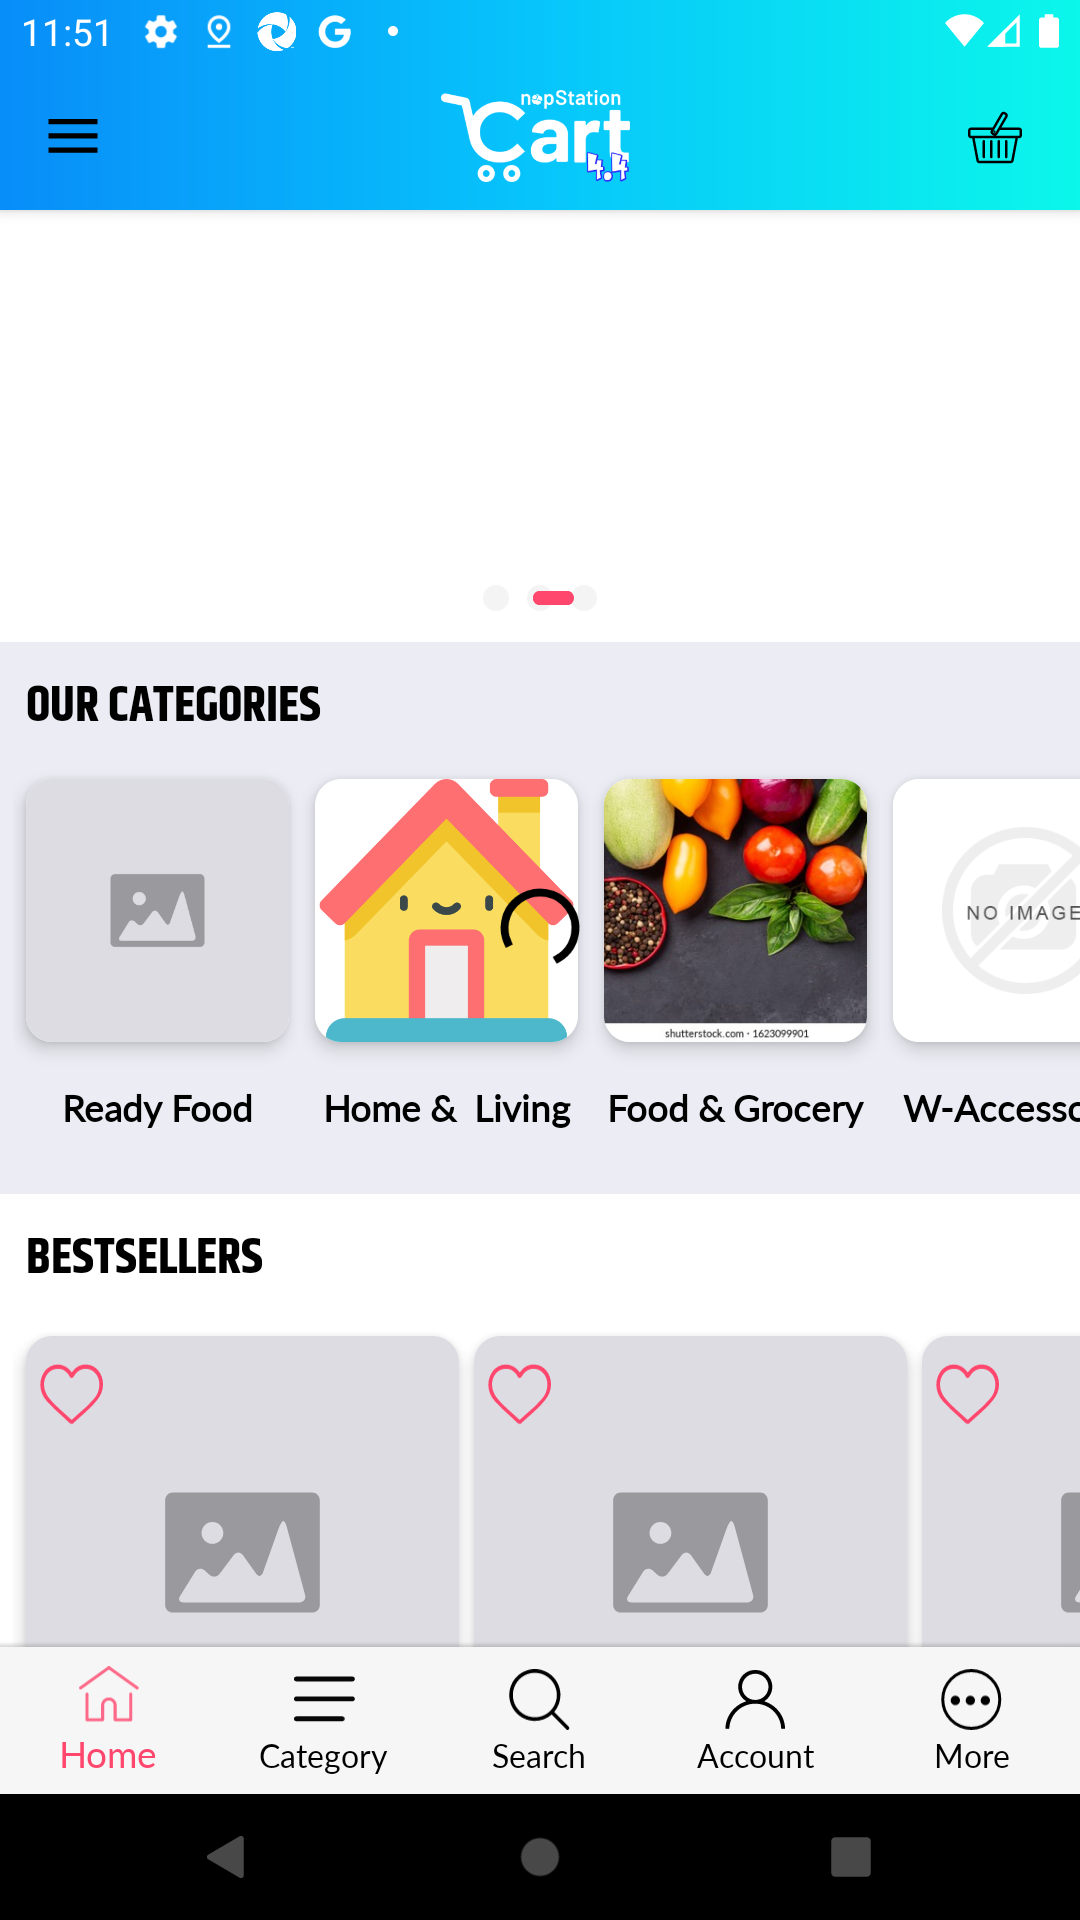 11:51
nopStation
Cart
4.4
OUR CATEGORIES
NO IMAGE
shutterstock.com · 1623099901
Ready Food
Home & Living
Food & Grocery
W-Accesso
BESTSELLERS
Home
Category
Search
Account
More